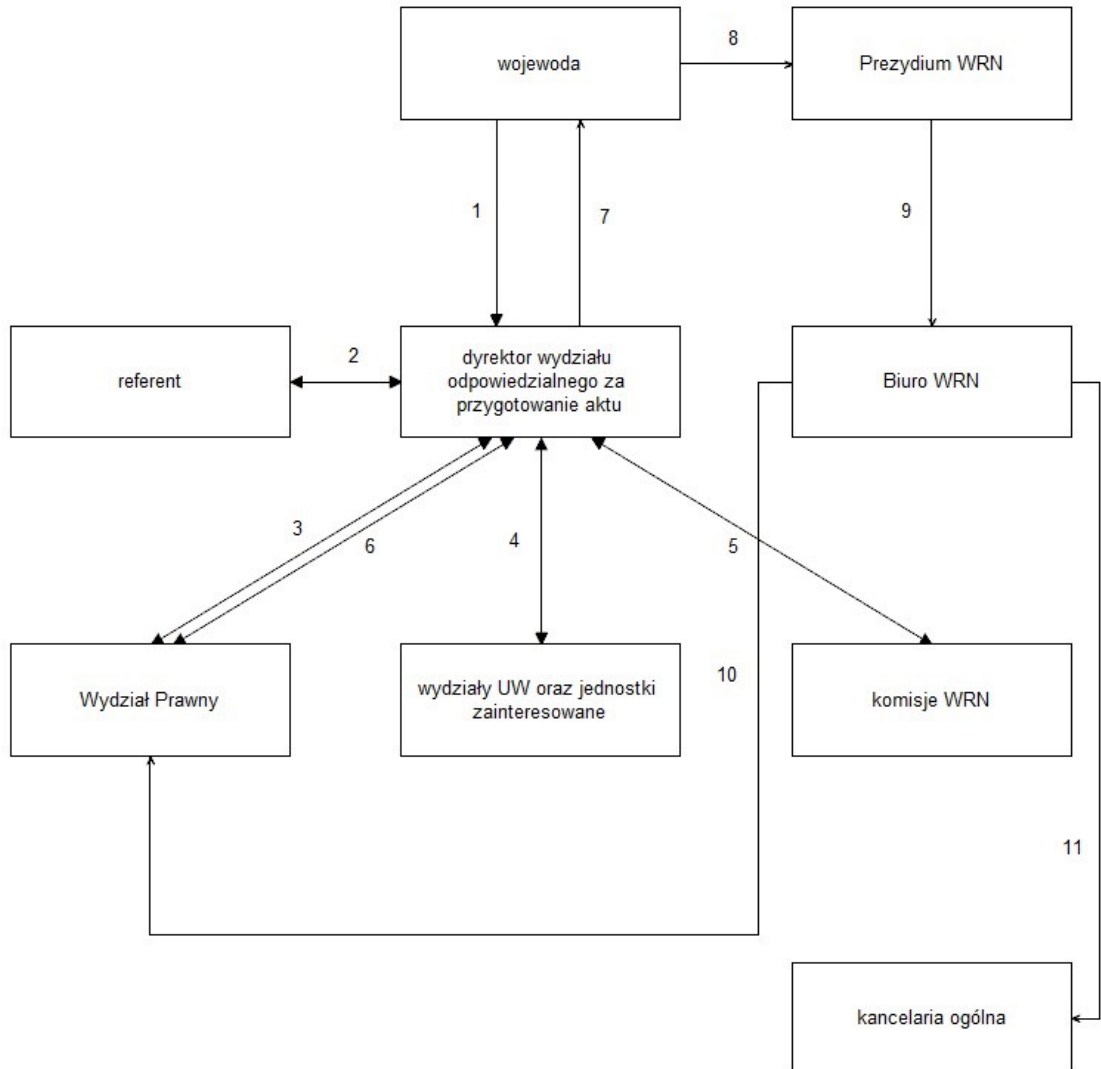 8
wojewoda
Prezydium WRN
1
7
9
referent
2
dyrektor wydziału
odpowiedzialnego za
przygotowanie aktu
Biuro WRN
3
6
4
5
Wydział Prawny
wydziały UW oraz jednostki
zainteresowane
10
komisje WRN
11
kancelaria ogólna